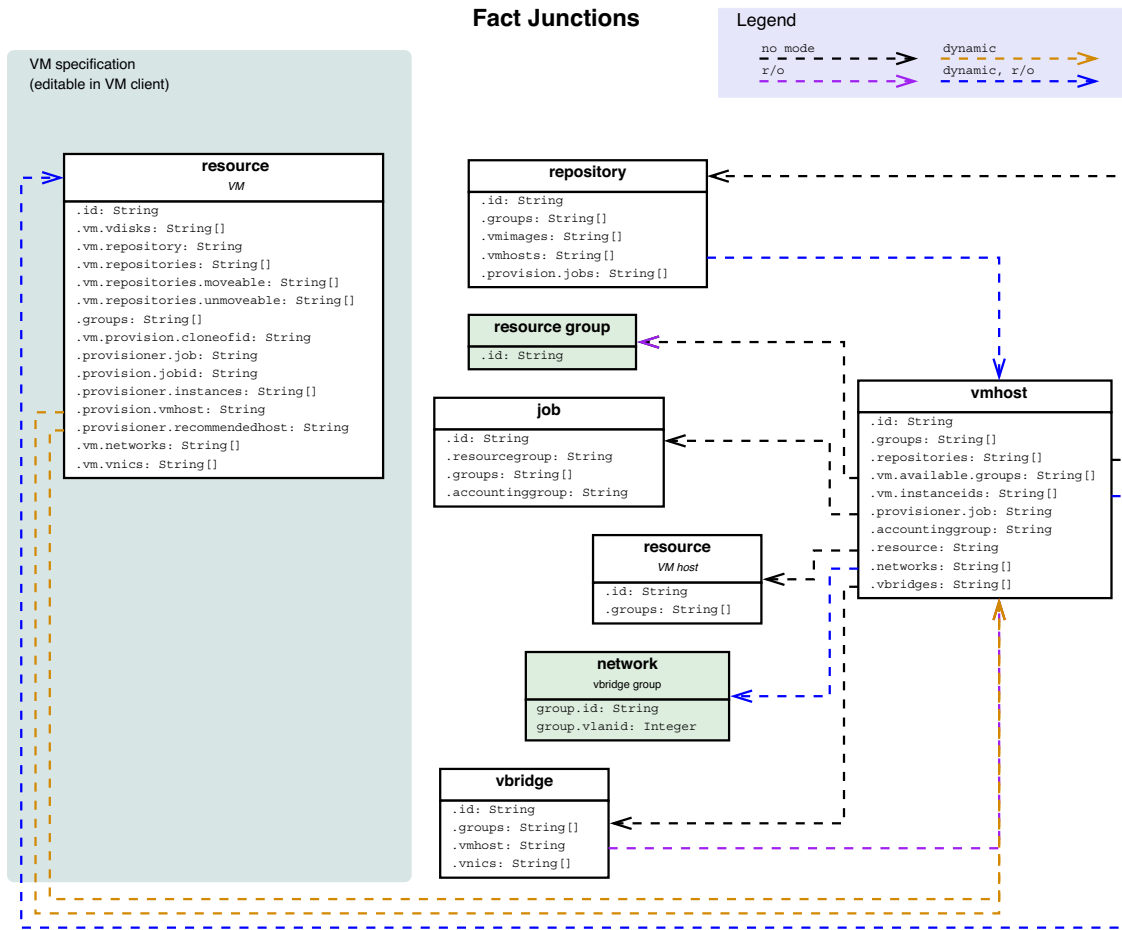 Fact Junctions
Legend
no mode
dynamic
r/o
dynamic, r/o
VM specification
(editable in VM client)
resource
VM
.id: String
.vm.vdisks: String[]
.vm.repository: String
.vm.repositories: String[]
.vm.repositories.moveable: String[]
.vm.repositories.unmoveable: String[]
.groups: String[]
.vm.provision.cloneofid: String
.provisioner.job: String
.provision.jobid: String
.provisioner.instances: String[]
.provision.vmhost: String
.provisioner.recommendedhost: String
.vm.networks: String[]
.vm.vnics: String[]
repository
.id: String
.groups: String[]
.vmimages: String[]
.vmhosts: String[]
.provision.jobs: String[]
resource group
.id: String
job
.id: String
.resourcegroup: String
.groups: String[]
.accountinggroup: String
vmhost
.id: String
.groups: String[]
.repositories: String[]
.vm.available.groups: String[]
.vm.instanceids: String[]
.provisioner.job: String
.accountinggroup: String
.resource: String
.networks: String[]
.vbridges: String[]
resource
VM host
.id: String
.groups: String[]
network
vbridge group
group.id: String
group.vlanid: Integer
vbridge
.id: String
.groups: String[]
.vmhost: String
.vnics: String[]